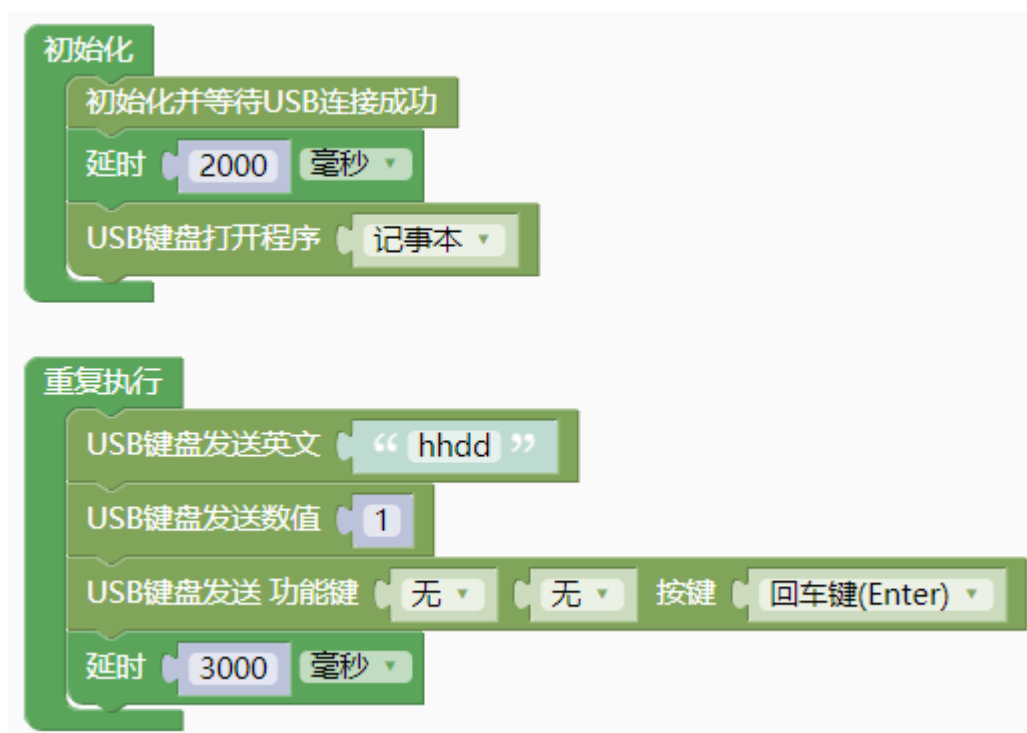 初始化
初始化并等待USB连接成功
延时 2000 毫秒
USB键盘打开程序 记事本
重复执行
USB键盘发送英文 “ hhdd ”
USB键盘发送数值 1
USB键盘发送 功能键 无 无 按键 回车键(Enter)
延时 3000 毫秒